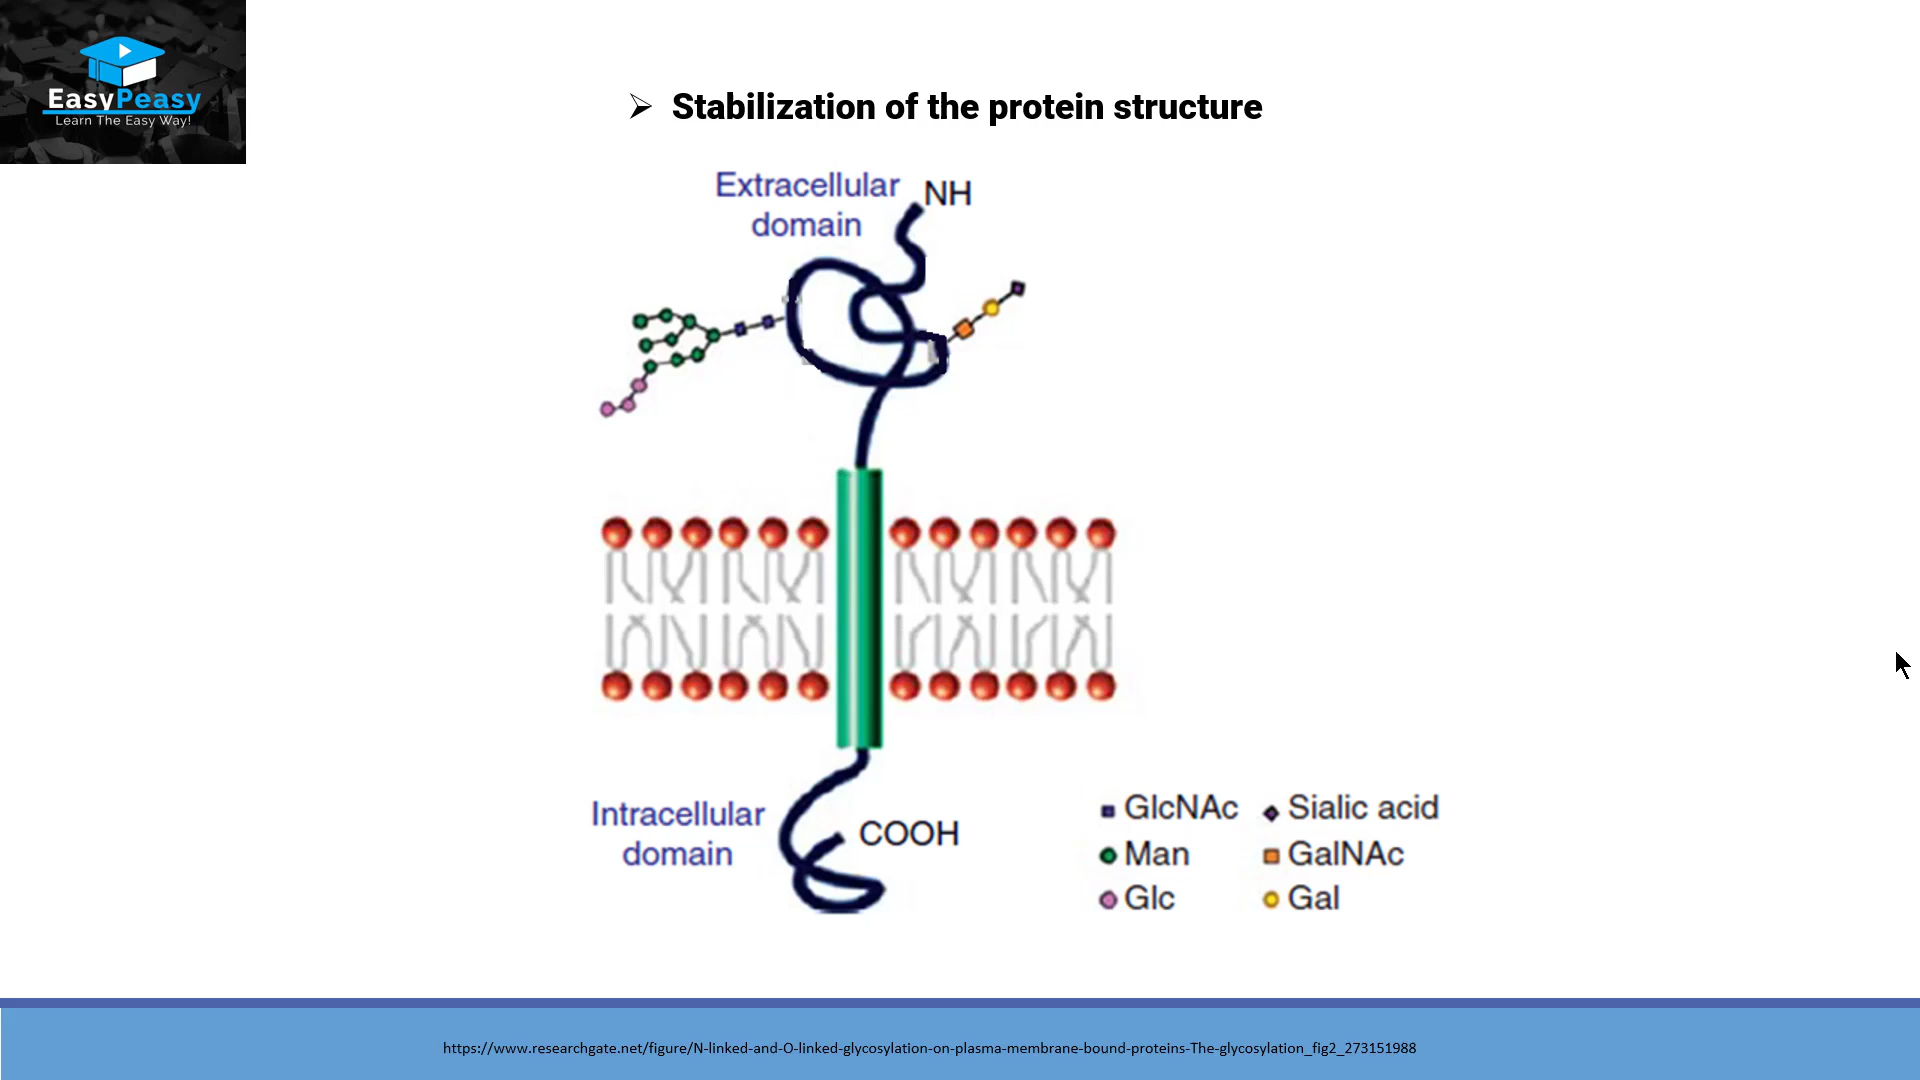 EasyPeasy
Learn The Easy Way!
➢ Stabilization of the protein structure
Extracellular
domain
NH
Intracellular
domain
COOH
GlcNAc
Sialic acid
Man
GalNAc
Glc
Gal
https://www.researchgate.net/figure/N-linked-and-O-linked-glycosylation-on-plasma-membrane-bound-proteins-The-glycosylation_fig2_273151988